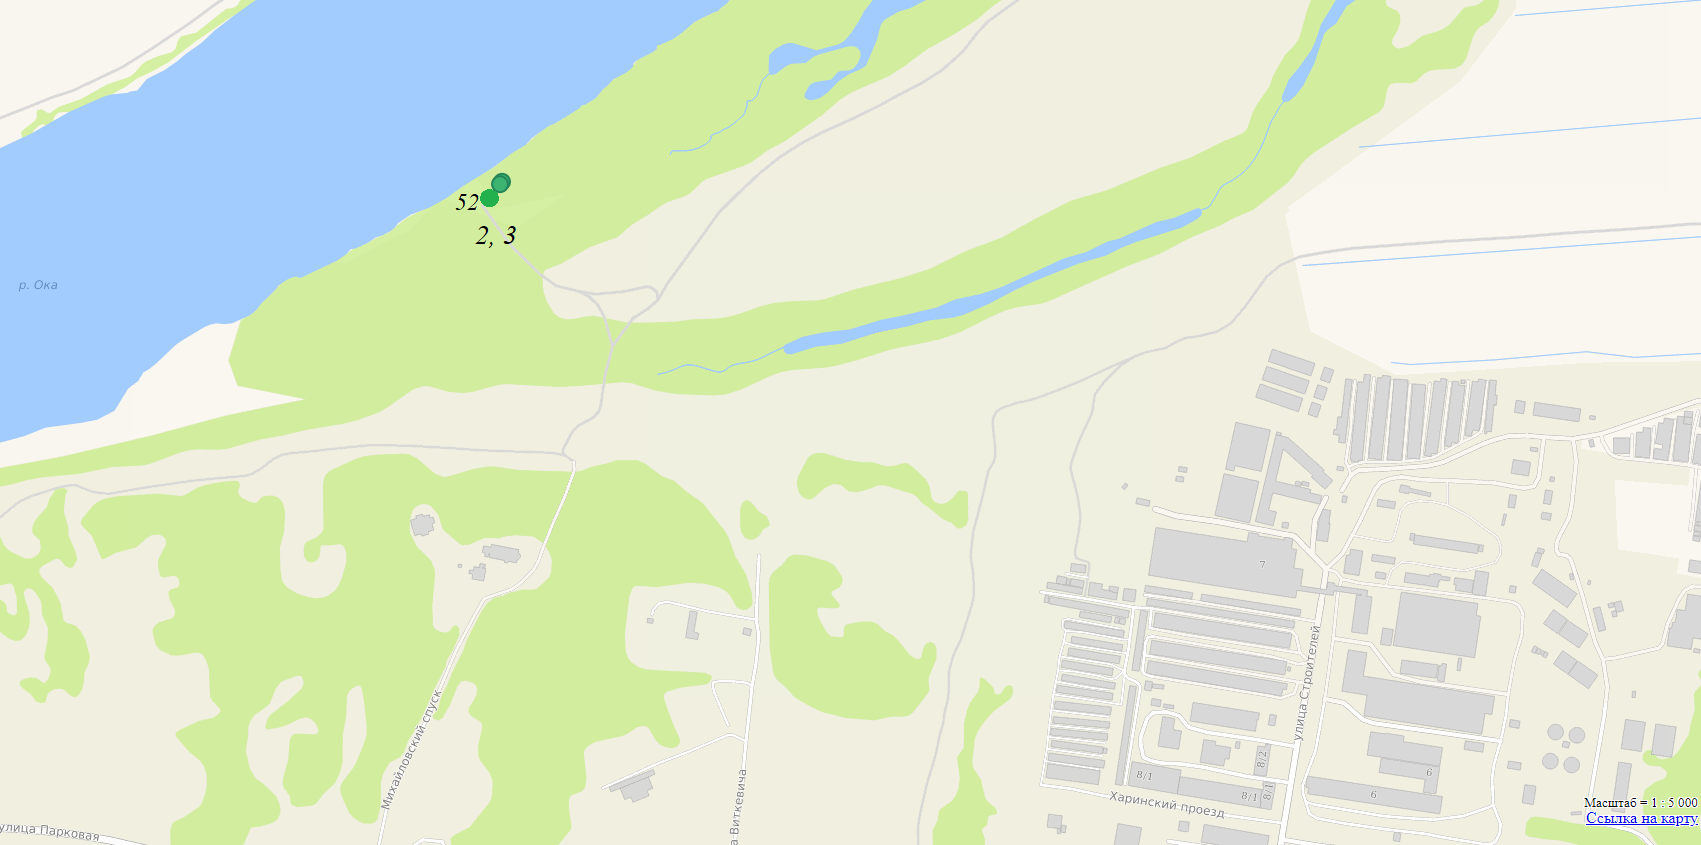 52
2, 3
р. Ока
7
улица Строителей
Михайловский спуск
8/2
8/1
8/1
8/1
6
6
Харинский проезд
а Виткевича
улица Парковая
Масштаб = 1 : 5 000
Ссылка на карту